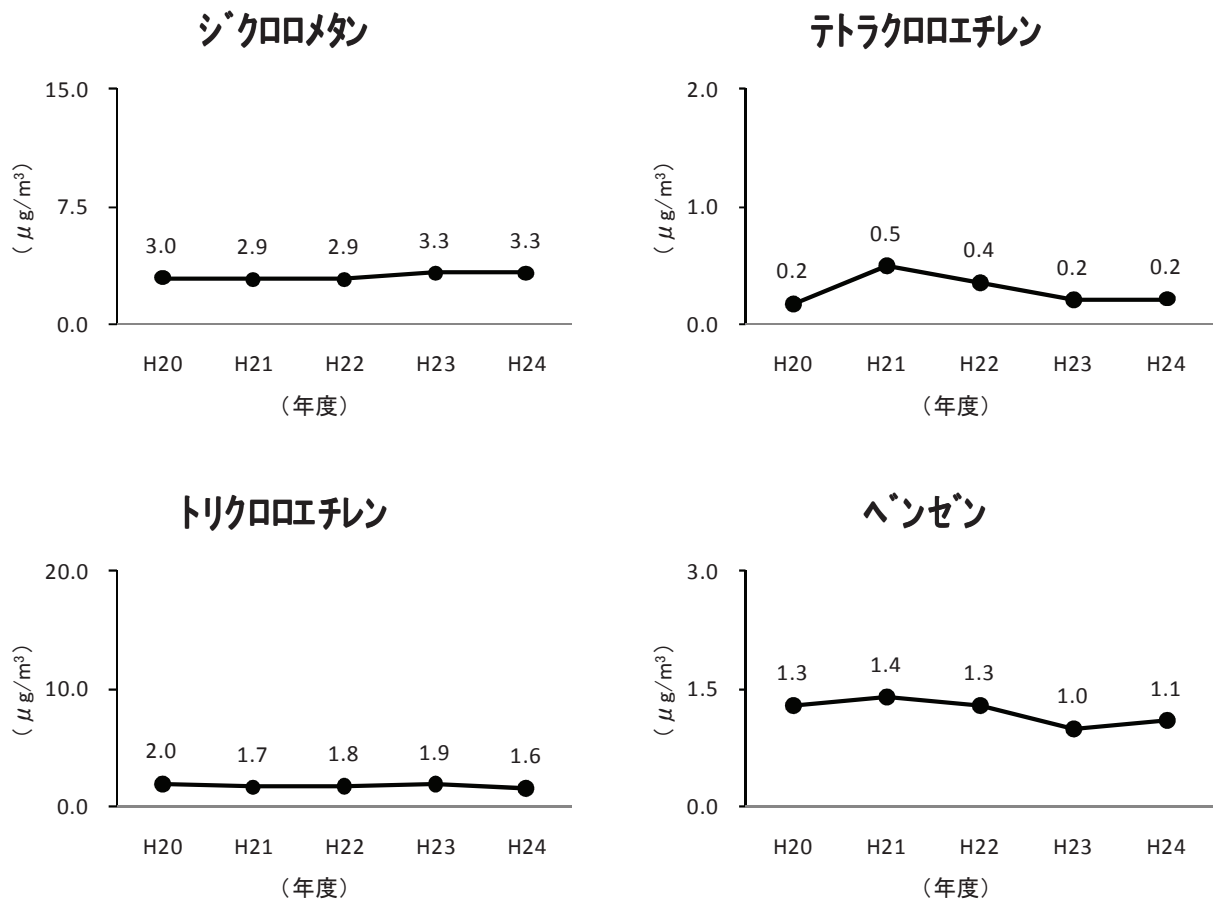 ジクロロメタン
(μg/m³)
15.0
7.5
0.0
3.0 2.9 2.9 3.3 3.3
H20 H21 H22 H23 H24
(年度)
テトラクロロエチレン
(μg/m³)
2.0
1.0
0.0
0.2 0.5 0.4 0.2 0.2
H20 H21 H22 H23 H24
(年度)
トリクロロエチレン
(μg/m³)
20.0
10.0
0.0
2.0 1.7 1.8 1.9 1.6
H20 H21 H22 H23 H24
(年度)
ベンゼン
(μg/m³)
3.0
1.5
0.0
1.3 1.4 1.3 1.0 1.1
H20 H21 H22 H23 H24
(年度)